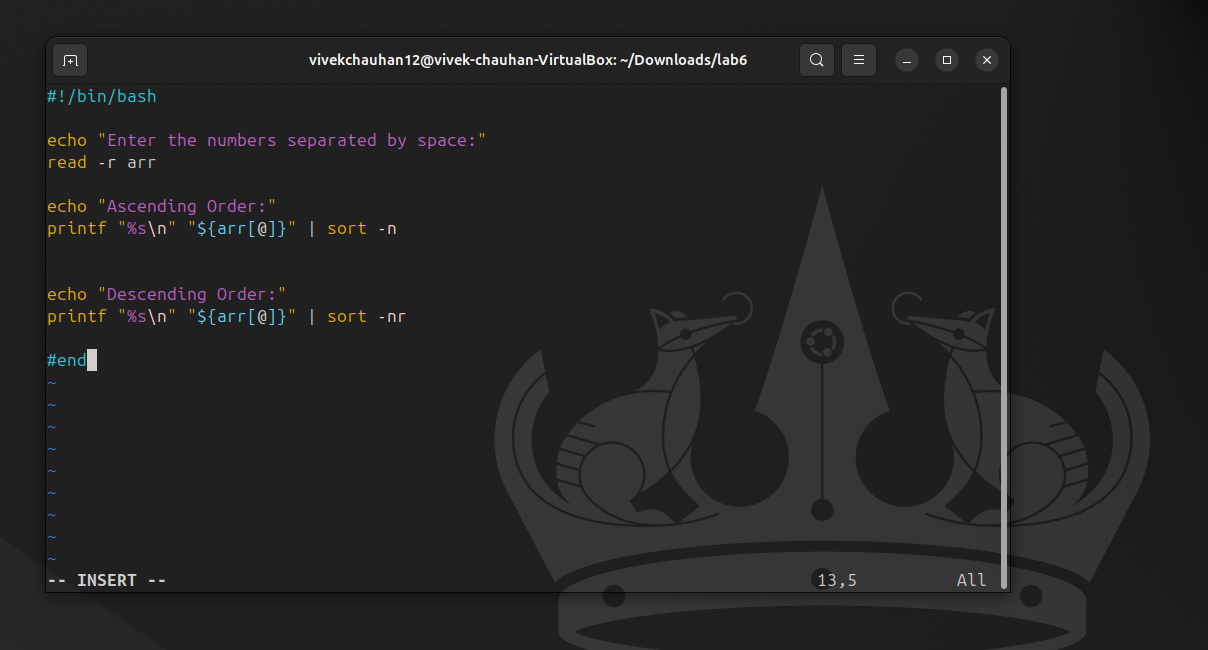 vivekchauhan12@vivek-chauhan-VirtualBox: ~/Downloads/lab6
#!/bin/bash
echo "Enter the numbers separated by space:"
read -r arr
echo "Ascending Order:"
printf "%s\n" "${arr[@]}" | sort -n
echo "Descending Order:"
printf "%s\n" "${arr[@]}" | sort -nr
#end
~
~
~
~
~
~
~
~
~
-- INSERT -- 13,5 All